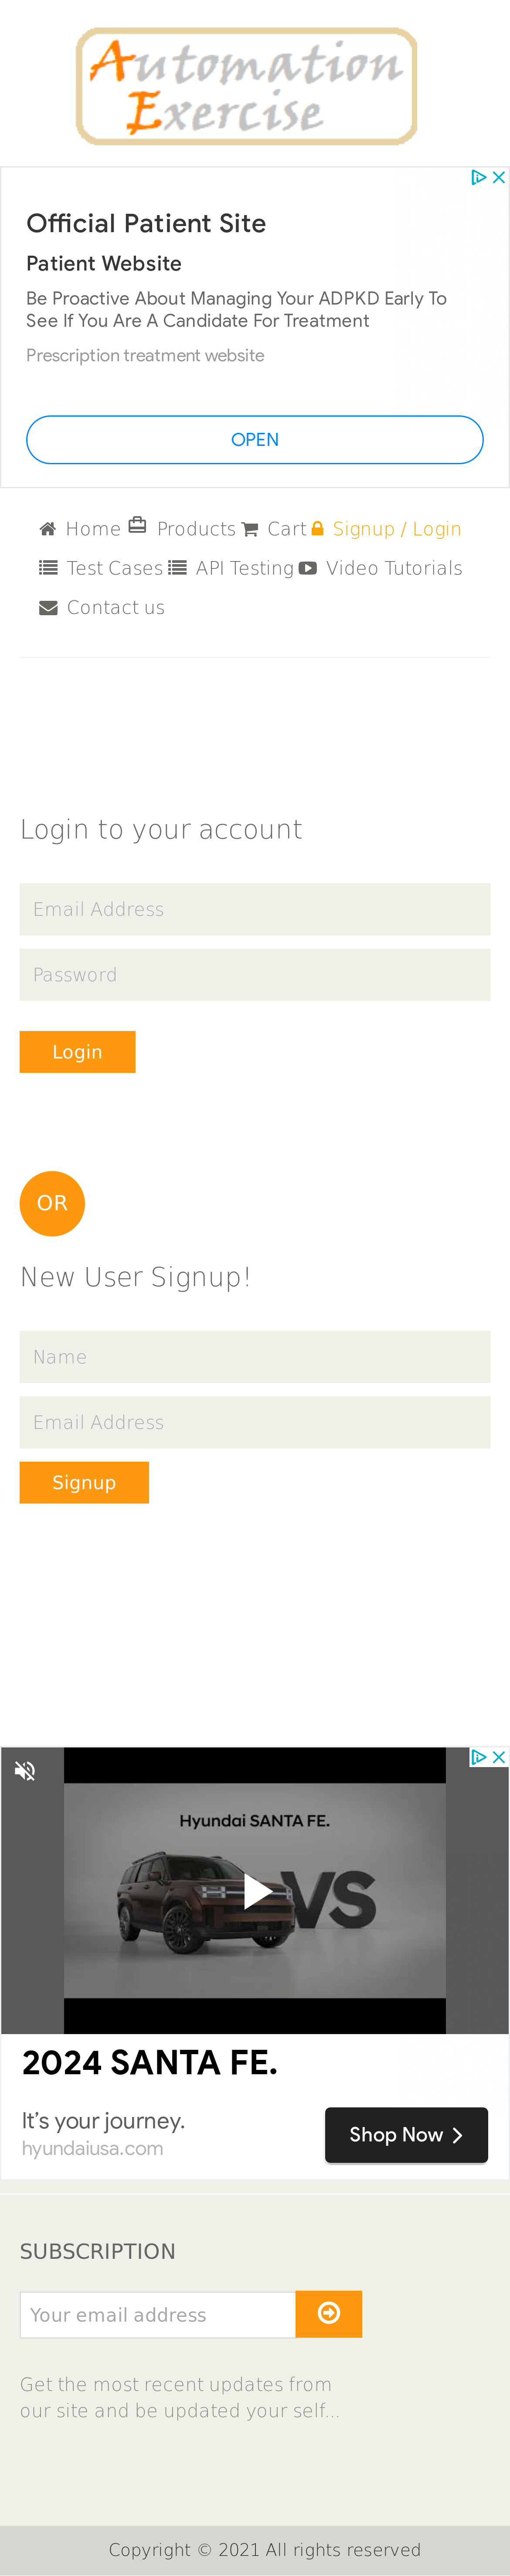 Automation
Exercise
Official Patient Site
Patient Website
Be Proactive About Managing Your ADPKD Early To
See If You Are A Candidate For Treatment
Prescription treatment website
OPEN
Home Products Cart Signup / Login
Test Cases API Testing Video Tutorials
Contact us
Login to your account
Email Address
Password
Login
OR
New User Signup!
Name
Email Address
Signup
Hyundai SANTA FE.
VS
2024 SANTA FE.
It's your journey.
hyundaiusa.com
Shop Now
SUBSCRIPTION
Your email address
Get the most recent updates from
our site and be updated your self...
Copyright © 2021 All rights reserved